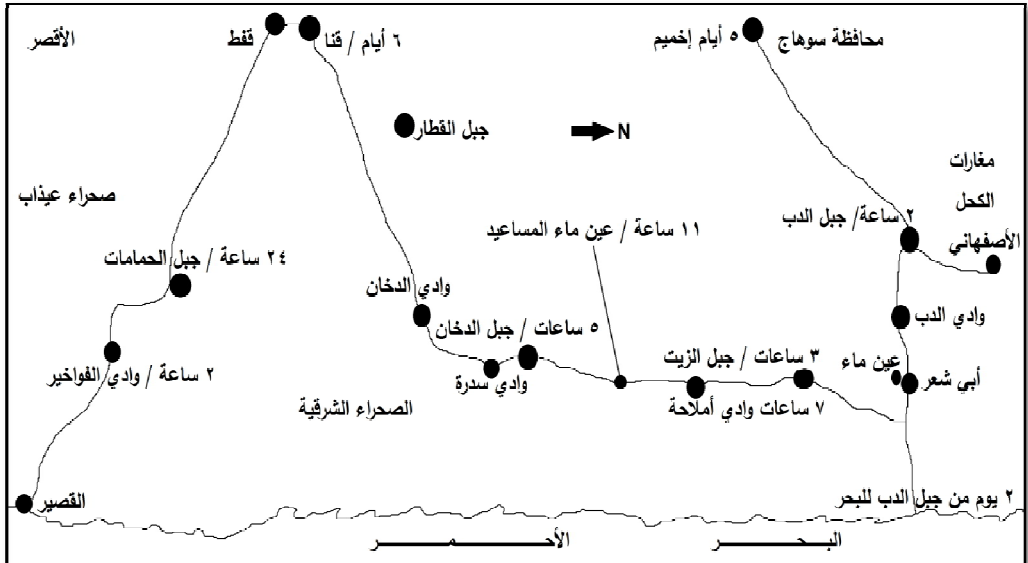 محافظة سوهاج
٥ أيام إخميم
٦ أيام / قنا
قفط
الأقصر
جبل القطار
N
مغارات
الكحل
الأصفهاني
صحراء عيذاب
٢ ساعة/ جبل الدب
١١ ساعة / عين ماء المساعيد
٢٤ ساعة / جبل الحمامات
وادي الدخان
وادي الدب
٥ ساعات / جبل الدخان
عين ماء
٣ ساعات / جبل الزيت
أبي شعر
وادي سدرة
٢ ساعة / وادي الفواخير
٧ ساعات وادي أملاحة
الصحراء الشرقية
٢ يوم من جبل الدب للبحر
القصير
البـحـــر الأحـــمـــر